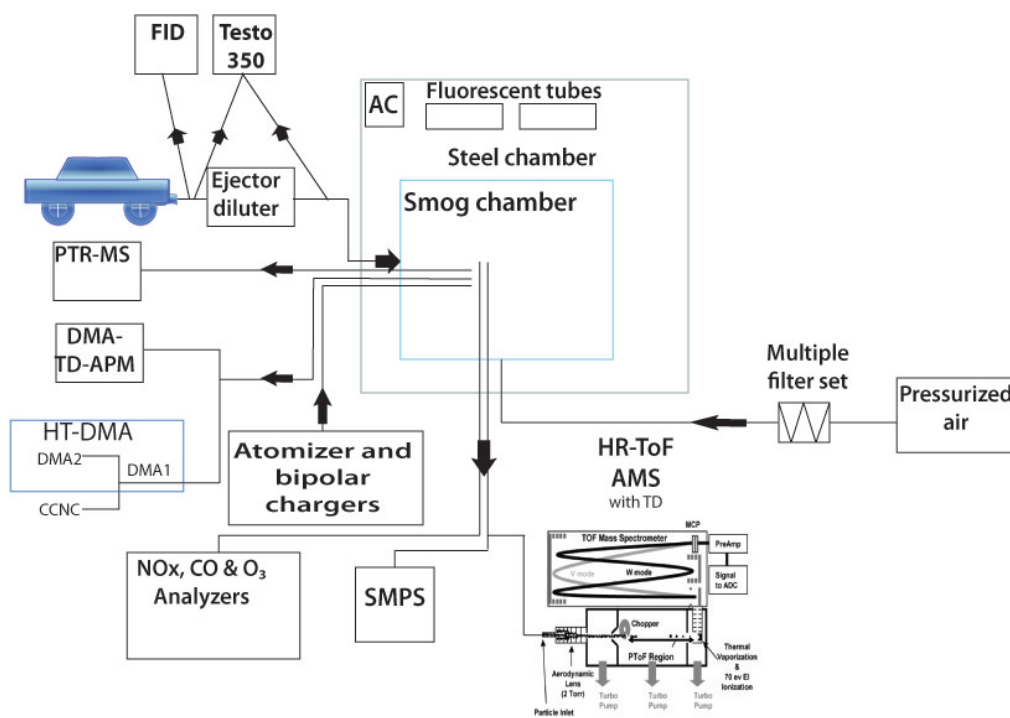 FID
Testo
350
AC
Fluorescent tubes
Steel chamber
Ejector
diluter
Smog chamber
PTR-MS
DMA-
TD-APM
Multiple
filter set
Pressurized
air
HT-DMA
DMA2
DMA1
CCNC
Atomizer and
bipolar
chargers
HR-ToF
AMS
with TD
NOx, CO & O₃
Analyzers
SMPS
MCP
TOF Mass Spectrometer
PreAmp
V mode
W mode
Signal
to ADC
Chopper
PToF Region
Thermal
Vaporization
&
70 ev EI
Ionization
Aerodynamic
Lens
(2 Torr)
Particle Inlet
Turbo
Pump
Turbo
Pump
Turbo
Pump